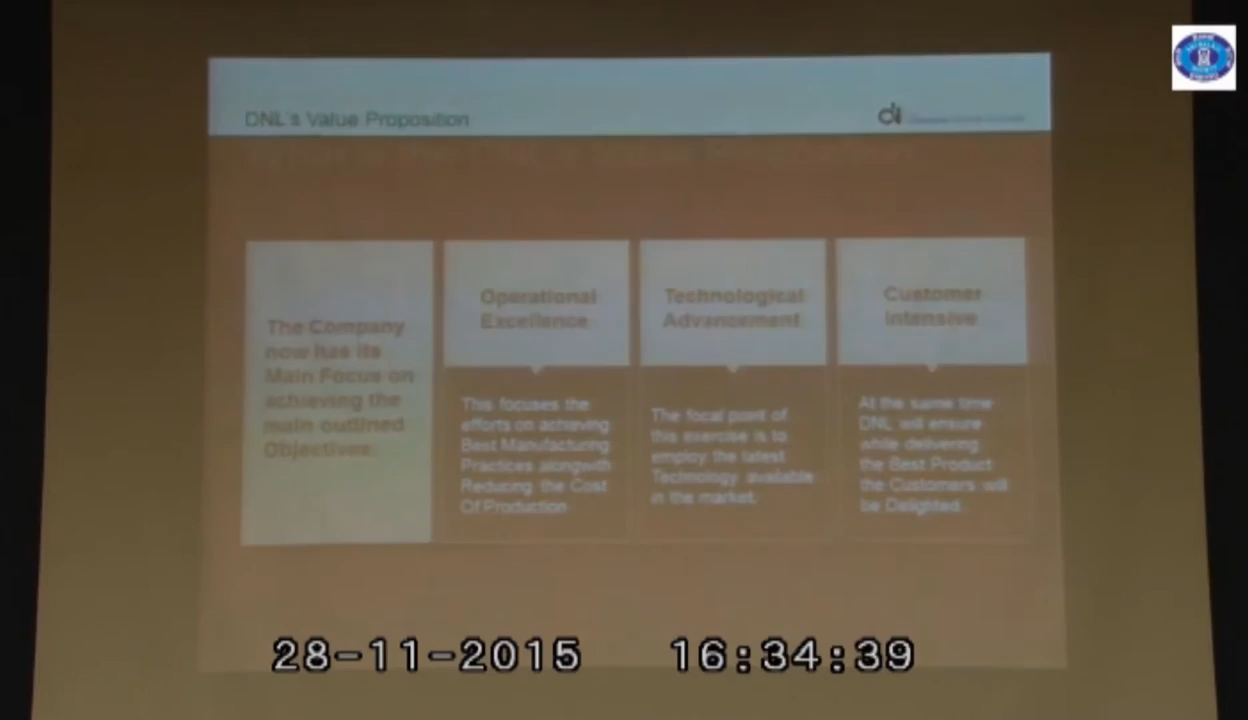 DNL's Value Proposition
The Company
now has its
Main Focus on
achieving the
main outlined
Objectives:
Operational
Excellence
This focuses the
efforts on achieving
Best Manufacturing
Practices alongwith
Reducing the Cost
Of Production
Technological
Advancement
The focal point of
this exercise is to
employ the latest
Technology available
in the market.
Customer
Intensive
At the same time
DNL will ensure
while delivering
the Best Product
the Customers will
be Delighted.
28-11-2015 16:34:39